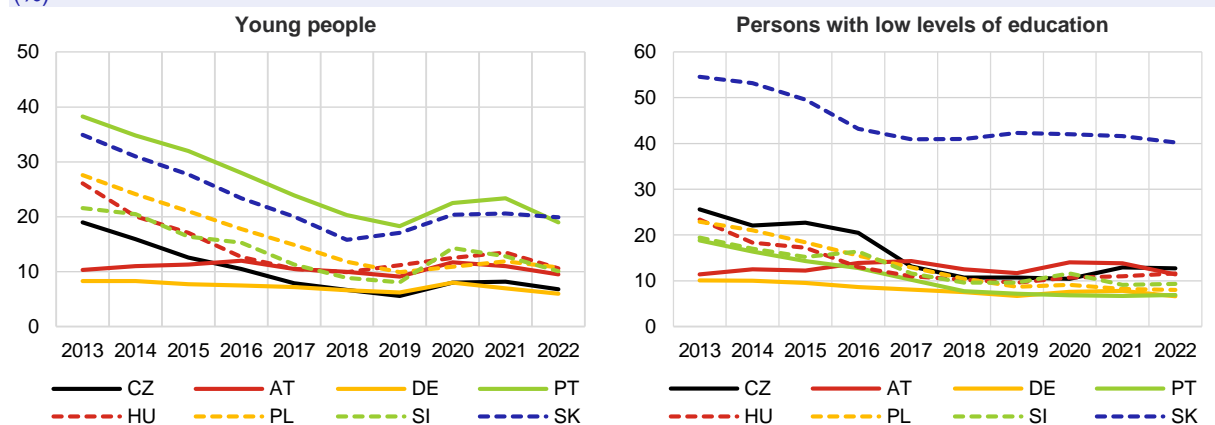 (%)
Young people
50
40
30
20
10
0
2013 2014 2015 2016 2017 2018 2019 2020 2021 2022
CZ AT DE PT
HU PL SI SK
Persons with low levels of education
60
50
40
30
20
10
0
2013 2014 2015 2016 2017 2018 2019 2020 2021 2022
CZ AT DE PT
HU PL SI SK